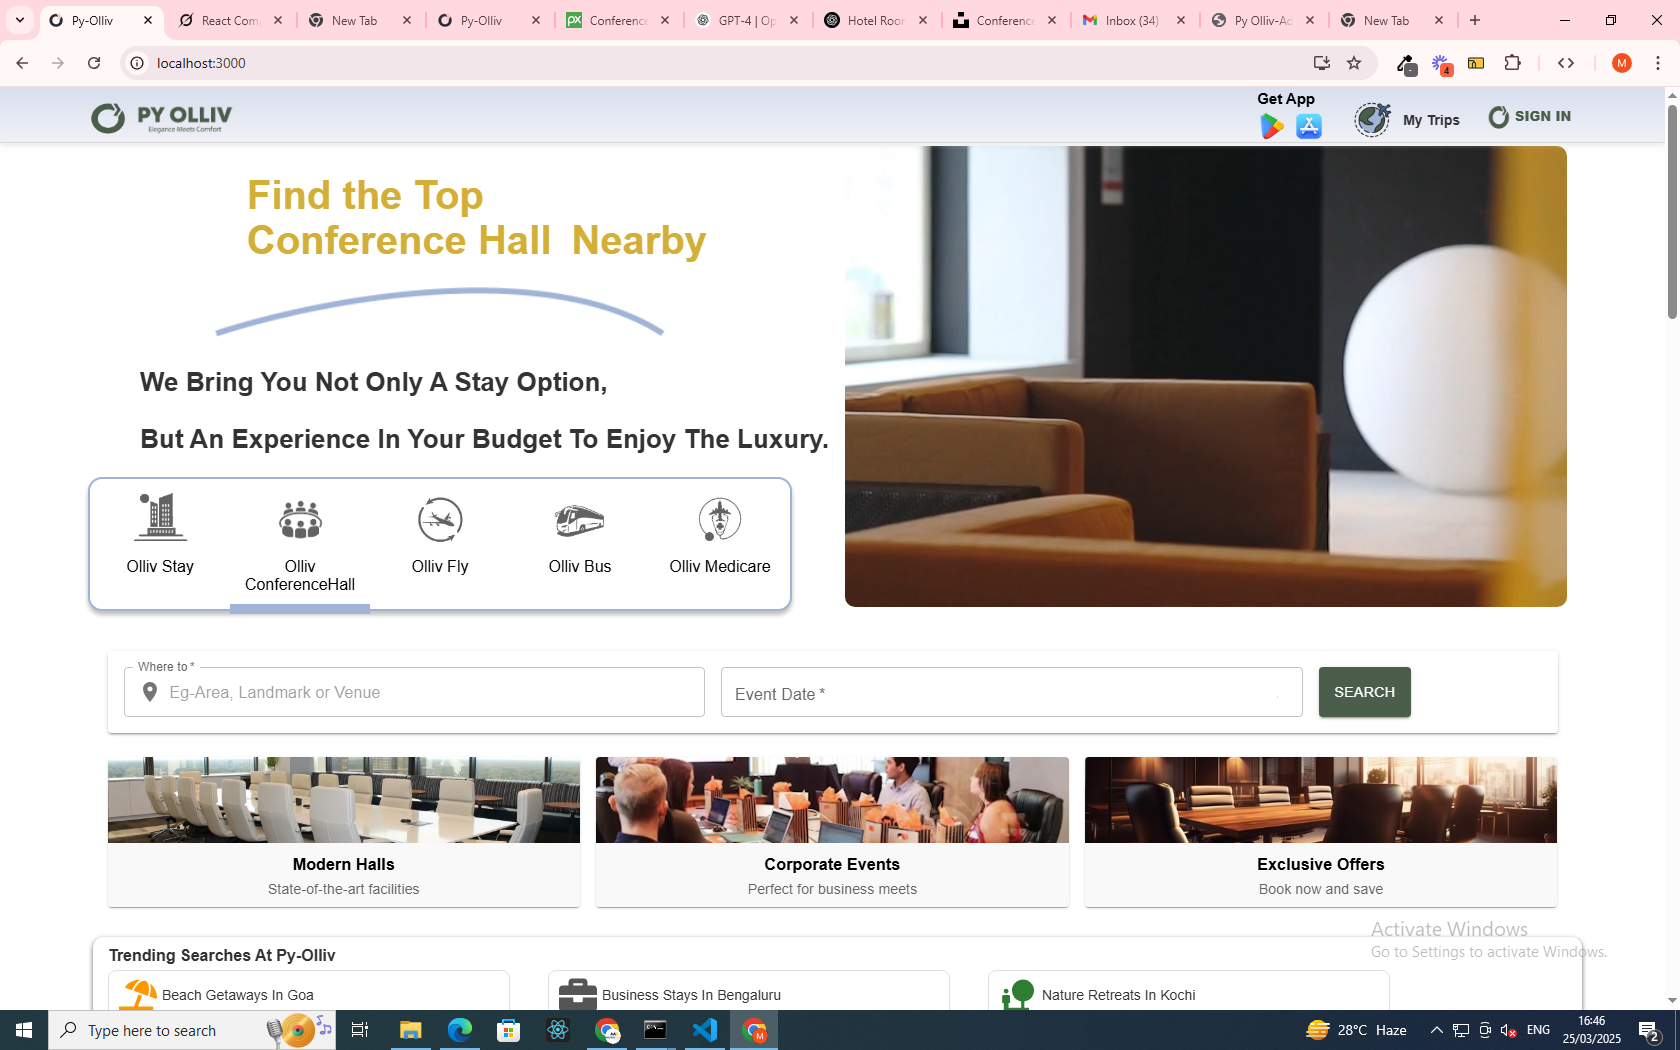 Py-Olliv
React Com
New Tab
Py-Olliv
Conference
GPT-4 | Op
Hotel Roor
Conference
Inbox (34)
Py Olliv-Ad
New Tab
localhost:3000
4
M
PY OLLIV
Elegance Meets Comfort
Get App
My Trips
SIGN IN
Find the Top
Conference Hall Nearby
We Bring You Not Only A Stay Option,
But An Experience In Your Budget To Enjoy The Luxury.
Olliv Stay
Olliv
ConferenceHall
Olliv Fly
Olliv Bus
Olliv Medicare
Where to *
Eg-Area, Landmark or Venue
Event Date *
SEARCH
Modern Halls
State-of-the-art facilities
Corporate Events
Perfect for business meets
Exclusive Offers
Book now and save
Activate Windows
Go to Settings to activate Windows.
Trending Searches At Py-Olliv
Beach Getaways In Goa
Business Stays In Bengaluru
Nature Retreats In Kochi
Type here to search
28°C Haze
ENG
16:46
25/03/2025
2